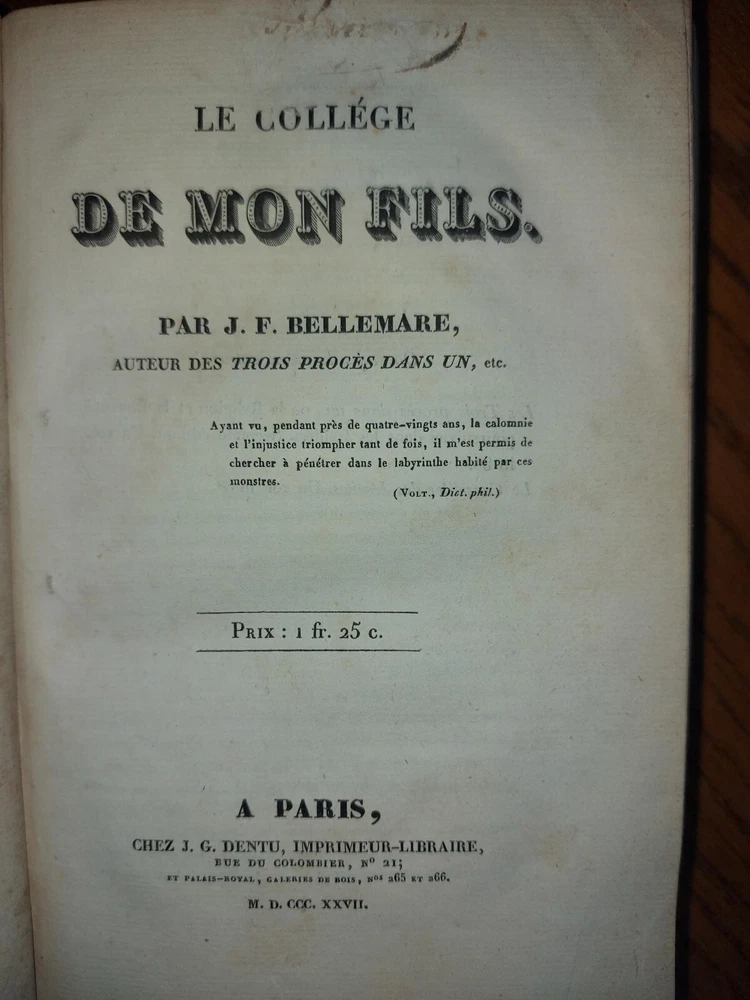 LE COLLÉGE
DE MON FILS.
PAR J. F. BELLEMARE,
AUTEUR DES TROIS PROCÈS DANS UN, etc.
Ayant vu, pendant près de quatre-vingts ans, la calomnie
et l'injustice triompher tant de fois, il m'est permis de
chercher à pénétrer dans le labyrinthe habité par ces
monstres.
(VOLT., Dict. phil.)
PRIX : 1 fr. 25 c.
A PARIS,
CHEZ J. G. DENTU, IMPRIMEUR-LIBRAIRE,
RUE DU COLOMBIER, Nº 21;
ET PALAIS-ROYAL, GALERIES DE BOIS, Nos 265 ET 266.
M. D. CCC. XXVII.